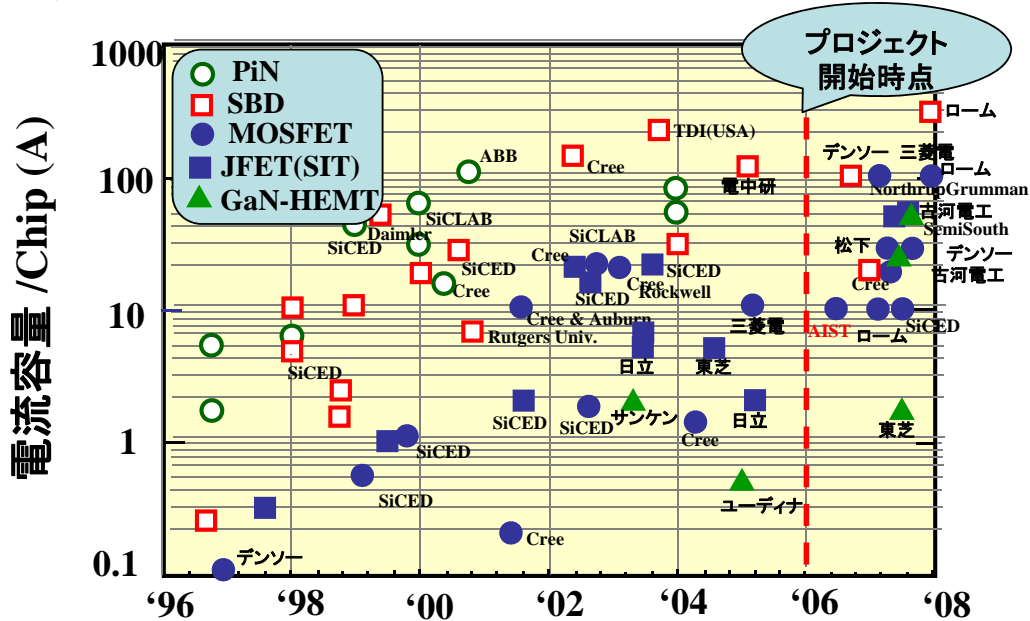 プロジェクト
開始時点
1000
100
10
1
0.1
電流容量 /Chip (A)
PiN
SBD
MOSFET
JFET(SIT)
GaN-HEMT
ローム
TDI(USA)
デンソー
三菱電
ABB
Cree
電中研
ローム
NorthrupGrumman
SiCLAB
古河電工
Daimler
SemiSouth
SiCED
SiCLAB
松下
SiCED
Cree
デンソー
SiCED
Cree
Cree
古河電工
Cree
SiCED
Rockwell
Cree & Auburn
三菱電
AIST
ローム
SiCED
Rutgers Univ.
日立
東芝
SiCED
SiCED
SiCED
サンケン
日立
東芝
Cree
SiCED
SiCED
ユーディナ
Cree
デンソー
‘96
‘98
‘00
‘02
‘04
‘06
‘08